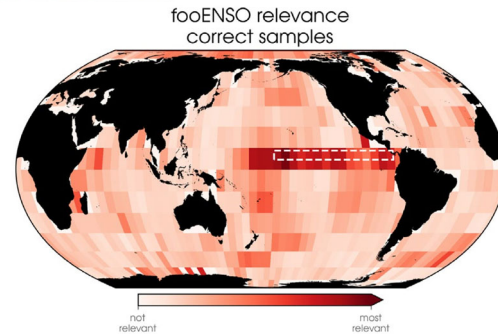 fooENSO relevance
correct samples
not
relevant
most
relevant